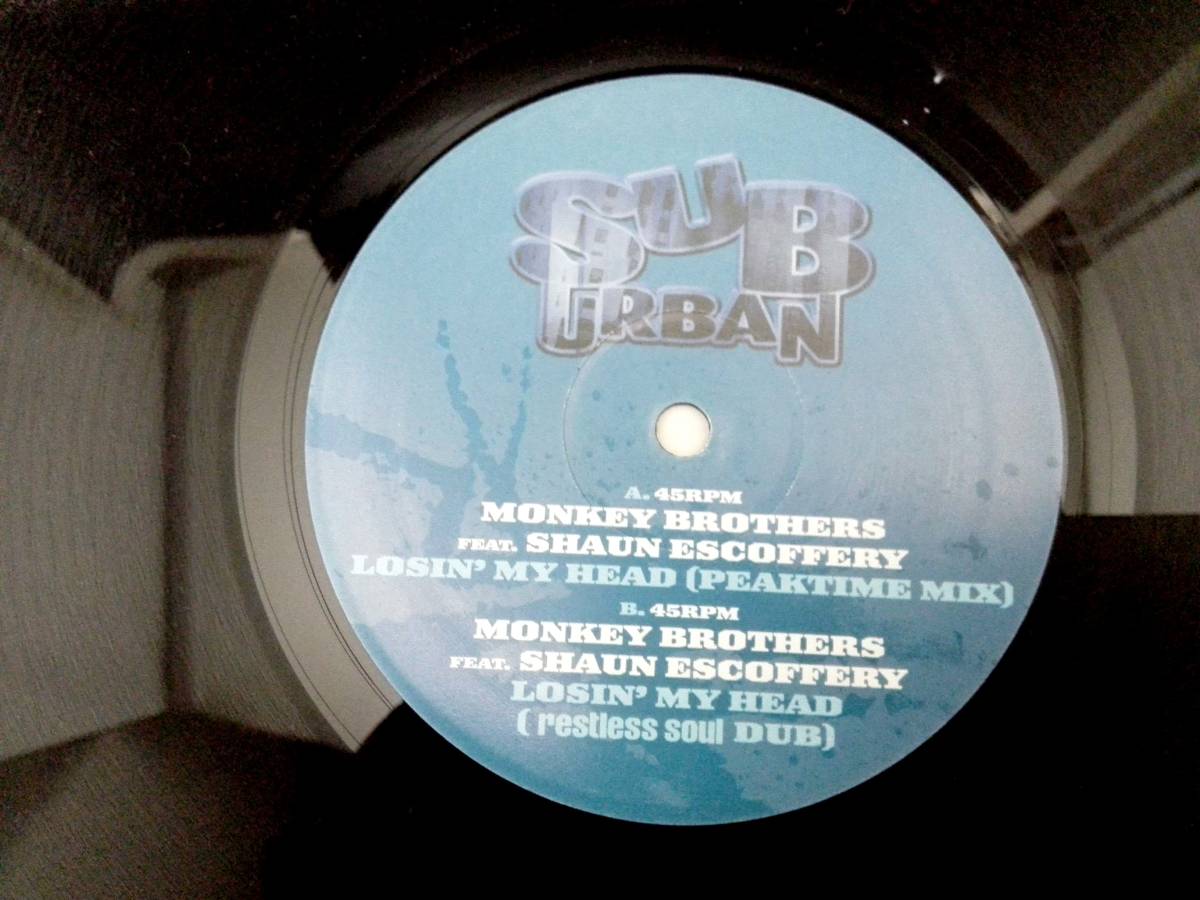 SUB
URBAN
A. 45RPM
MONKEY BROTHERS
FEAT. SHAUN ESCOFFERY
LOSIN' MY HEAD (PEAKTIME MIX)
B. 45RPM
MONKEY BROTHERS
FEAT. SHAUN ESCOFFERY
LOSIN' MY HEAD
( restless soul DUB)